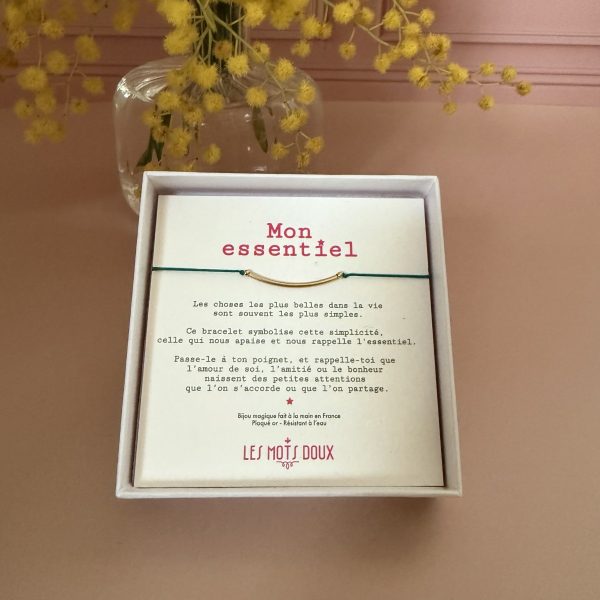 Mon
essentiel
Les choses les plus belles dans la vie
sont souvent les plus simples.
Ce bracelet symbolise cette simplicité,
celle qui nous apaise et nous rappelle l'essentiel.
Passe-le à ton poignet, et rappelle-toi que
l'amour de soi, l'amitié ou le bonheur
naissent des petites attentions
que l'on s'accorde ou que l'on partage.
Bijou magique fait à la main en France
Plaqué or - Résistant à l'eau
LES MOTS DOUX